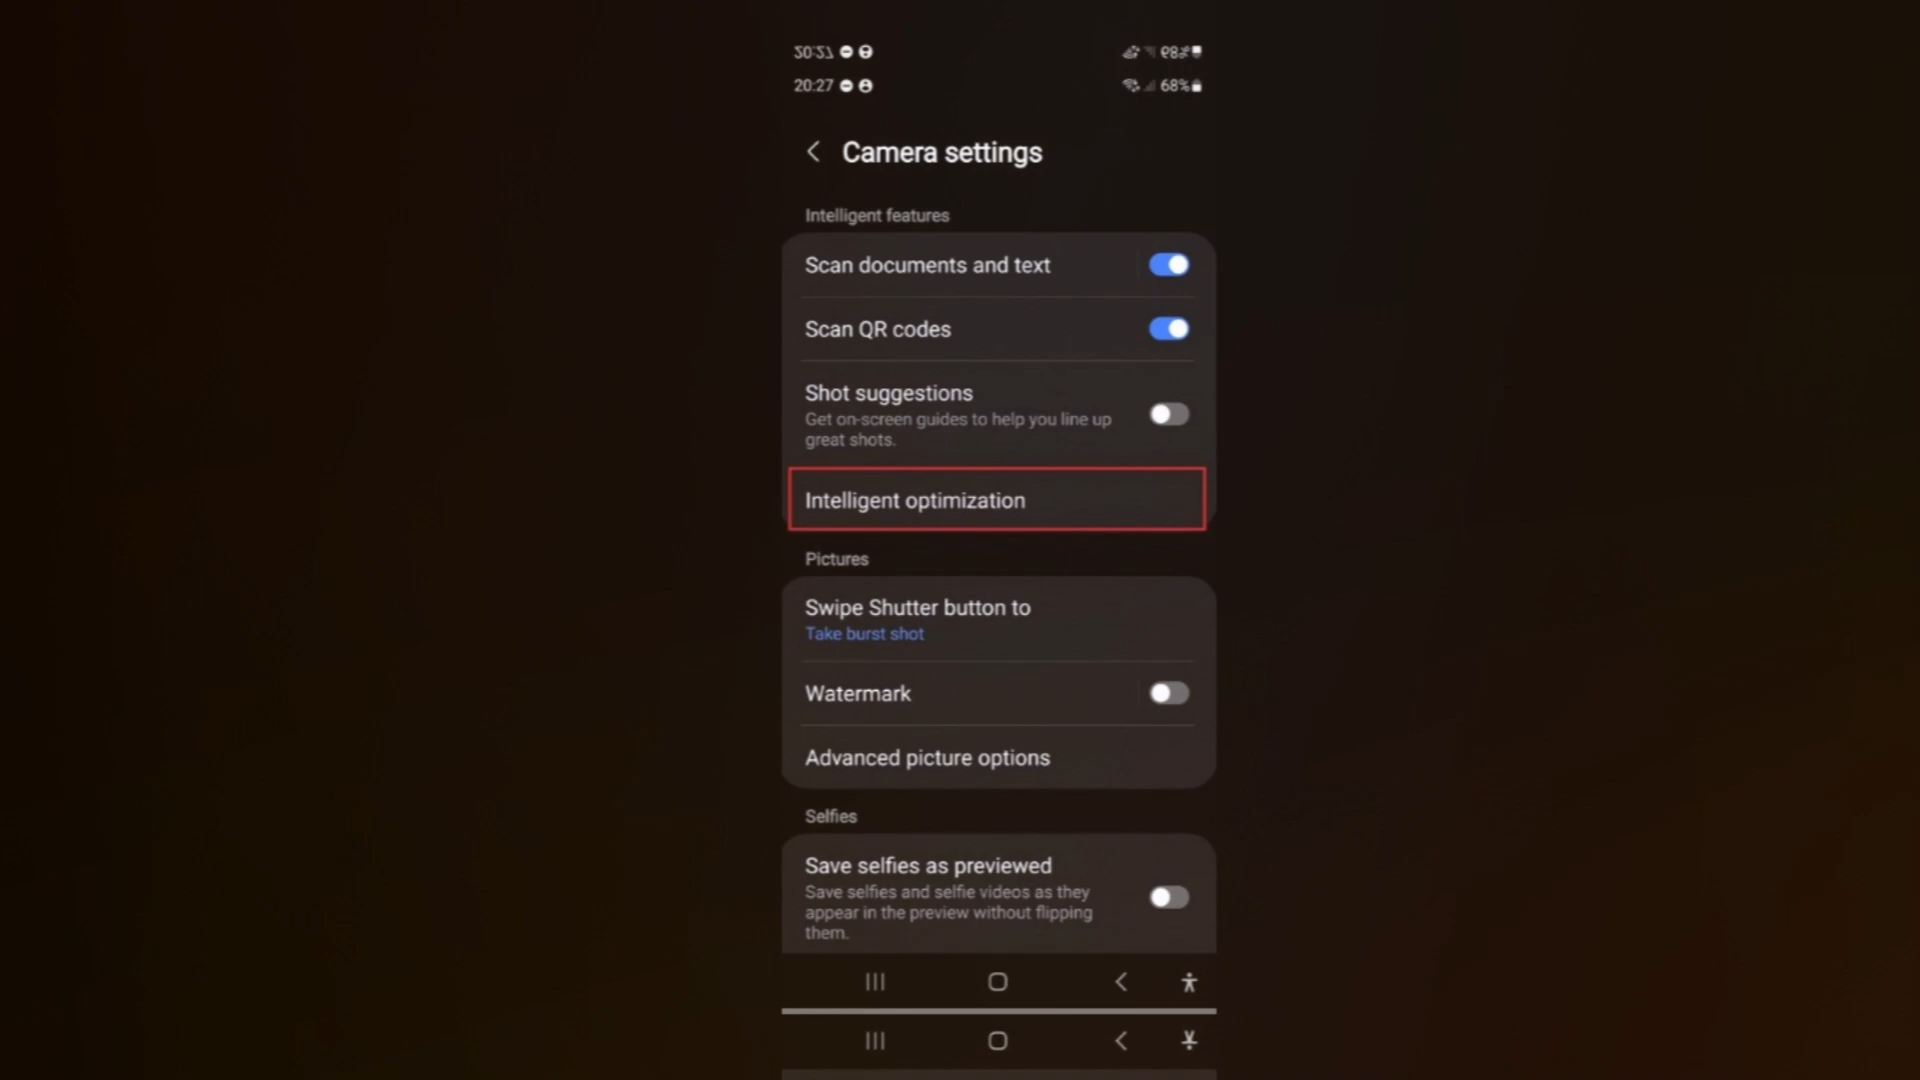 20:27 68%
20:27 68%
Camera settings
Intelligent features
Scan documents and text
Scan QR codes
Shot suggestions
Get on-screen guides to help you line up
great shots.
Intelligent optimization
Pictures
Swipe Shutter button to
Take burst shot
Watermark
Advanced picture options
Selfies
Save selfies as previewed
Save selfies and selfie videos as they
appear in the preview without flipping
them.